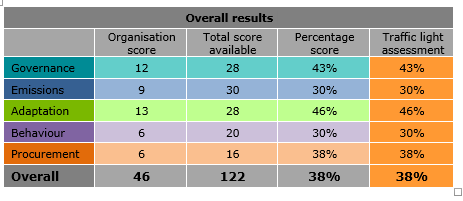 Overall results
Organisation score Total score available Percentage score Traffic light assessment
Governance 12 28 43% 43%
Emissions 9 30 30% 30%
Adaptation 13 28 46% 46%
Behaviour 6 20 30% 30%
Procurement 6 16 38% 38%
Overall 46 122 38% 38%